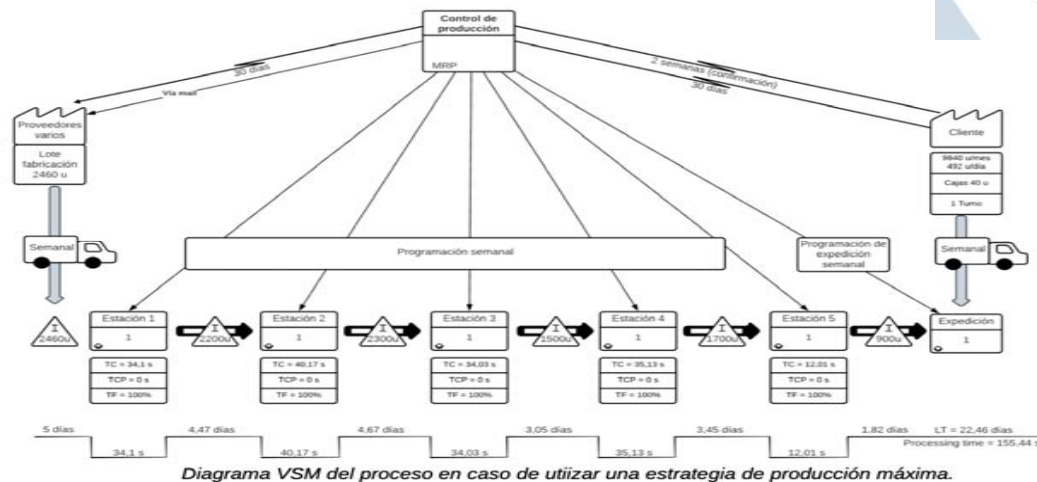 Control de
producción
MRP
30 días
Vía mail
2 semanas (confirmación)
30 días
Proveedores
varios
Lote
fabricación
2460 u
Cliente
9840 u/mes
492 u/día
Cajas 40 u
1 Turno
Semanal
Programación semanal
Programación de
expedición
semanal
Semanal
I
2460u
Estación 1
1
I
2200u
Estación 2
1
I
2300u
Estación 3
1
I
1500u
Estación 4
1
I
1700u
Estación 5
1
I
900u
Expedición
1
TC = 34,1 s
TCP = 0 s
TF = 100%
TC = 40,17 s
TCP = 0 s
TF = 100%
TC = 34,03 s
TCP = 0 s
TF = 100%
TC = 35,13 s
TCP = 0 s
TF = 100%
TC = 12,01 s
TCP = 0 s
TF = 100%
5 días
4,47 días
4,67 días
3,05 días
3,45 días
1,82 días
LT = 22,46 días
Processing time = 155,44 s
34,1 s
40,17 s
34,03 s
35,13 s
12,01 s
Diagrama VSM del proceso en caso de utiizar una estrategia de producción máxima.